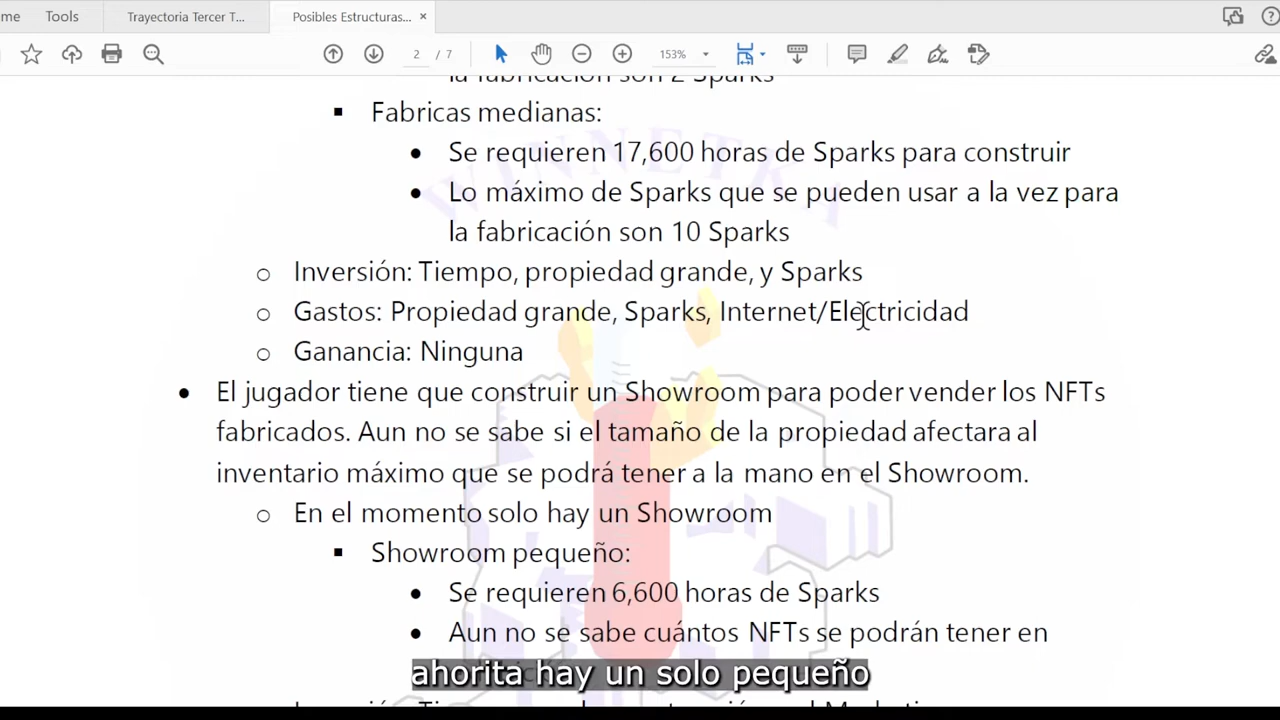 me Tools Trayectoria Tercer T... Posibles Estructuras... ×
2 / 7 153%
la fabricación son 2 Sparks
▪ Fabricas medianas:
• Se requieren 17,600 horas de Sparks para construir
• Lo máximo de Sparks que se pueden usar a la vez para
la fabricación son 10 Sparks
o Inversión: Tiempo, propiedad grande, y Sparks
o Gastos: Propiedad grande, Sparks, Internet/Electricidad
o Ganancia: Ninguna
• El jugador tiene que construir un Showroom para poder vender los NFTs
fabricados. Aun no se sabe si el tamaño de la propiedad afectara al
inventario máximo que se podrá tener a la mano en el Showroom.
o En el momento solo hay un Showroom
▪ Showroom pequeño:
• Se requieren 6,600 horas de Sparks
• Aun no se sabe cuántos NFTs se podrán tener en
ahorita hay un solo pequeño
WINNETKA